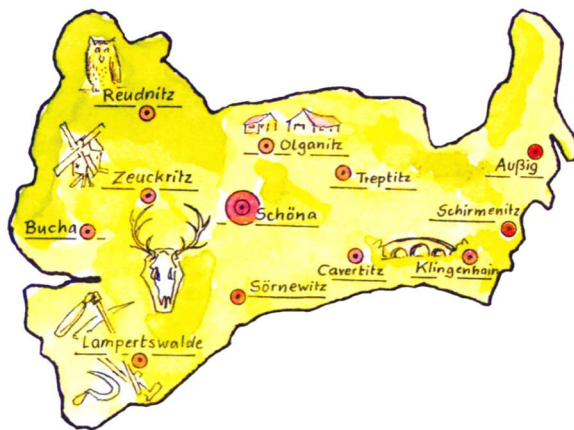 Reudnitz
Olganitz
Außig
Zeuckritz
Treptitz
Bucha
Schöna
Schirmenitz
Cavertitz
Klingenhain
Sörnewitz
Lampertswalde